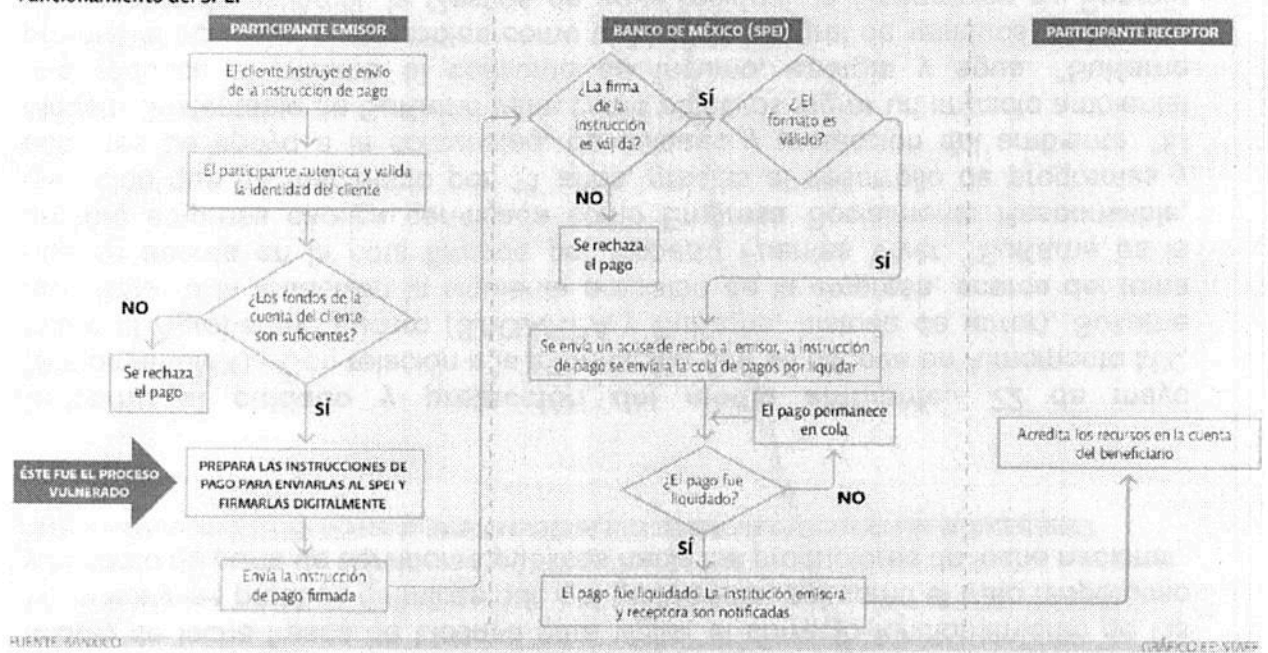 Funcionamiento del SPEI
PARTICIPANTE EMISOR
El cliente instruye el envío
de la instrucción de pago
El participante autentica y valida
la identidad de cliente
¿Los fondos de la
cuenta del cliente
son suficientes?
NO
Se rechaza
el pago
SÍ
ÉSTE FUE EL PROCESO
VULNERADO
PREPARA LAS INSTRUCCIONES DE
PAGO PARA ENVIARLAS AL SPEI Y
FIRMARLAS DIGITALMENTE
Envía la instrucción
de pago firmada
BANCO DE MÉXICO (SPEI)
¿La firma
de la
instrucción
es válida?
SÍ
¿El
formato es
válido?
NO
Se rechaza
el pago
SÍ
Se envía un acuse de recibo al emisor, la instrucción
de pago se envía a la cola de pagos por liquidar
El pago permanece
en cola
¿El pago fue
liquidado?
NO
SÍ
El pago fue liquidado. La institución emisora
y receptora son notificadas
PARTICIPANTE RECEPTOR
Acredita los recursos en la cuenta
del beneficiario
FUENTE: BANXICO
GRÁFICO EE: STAFF